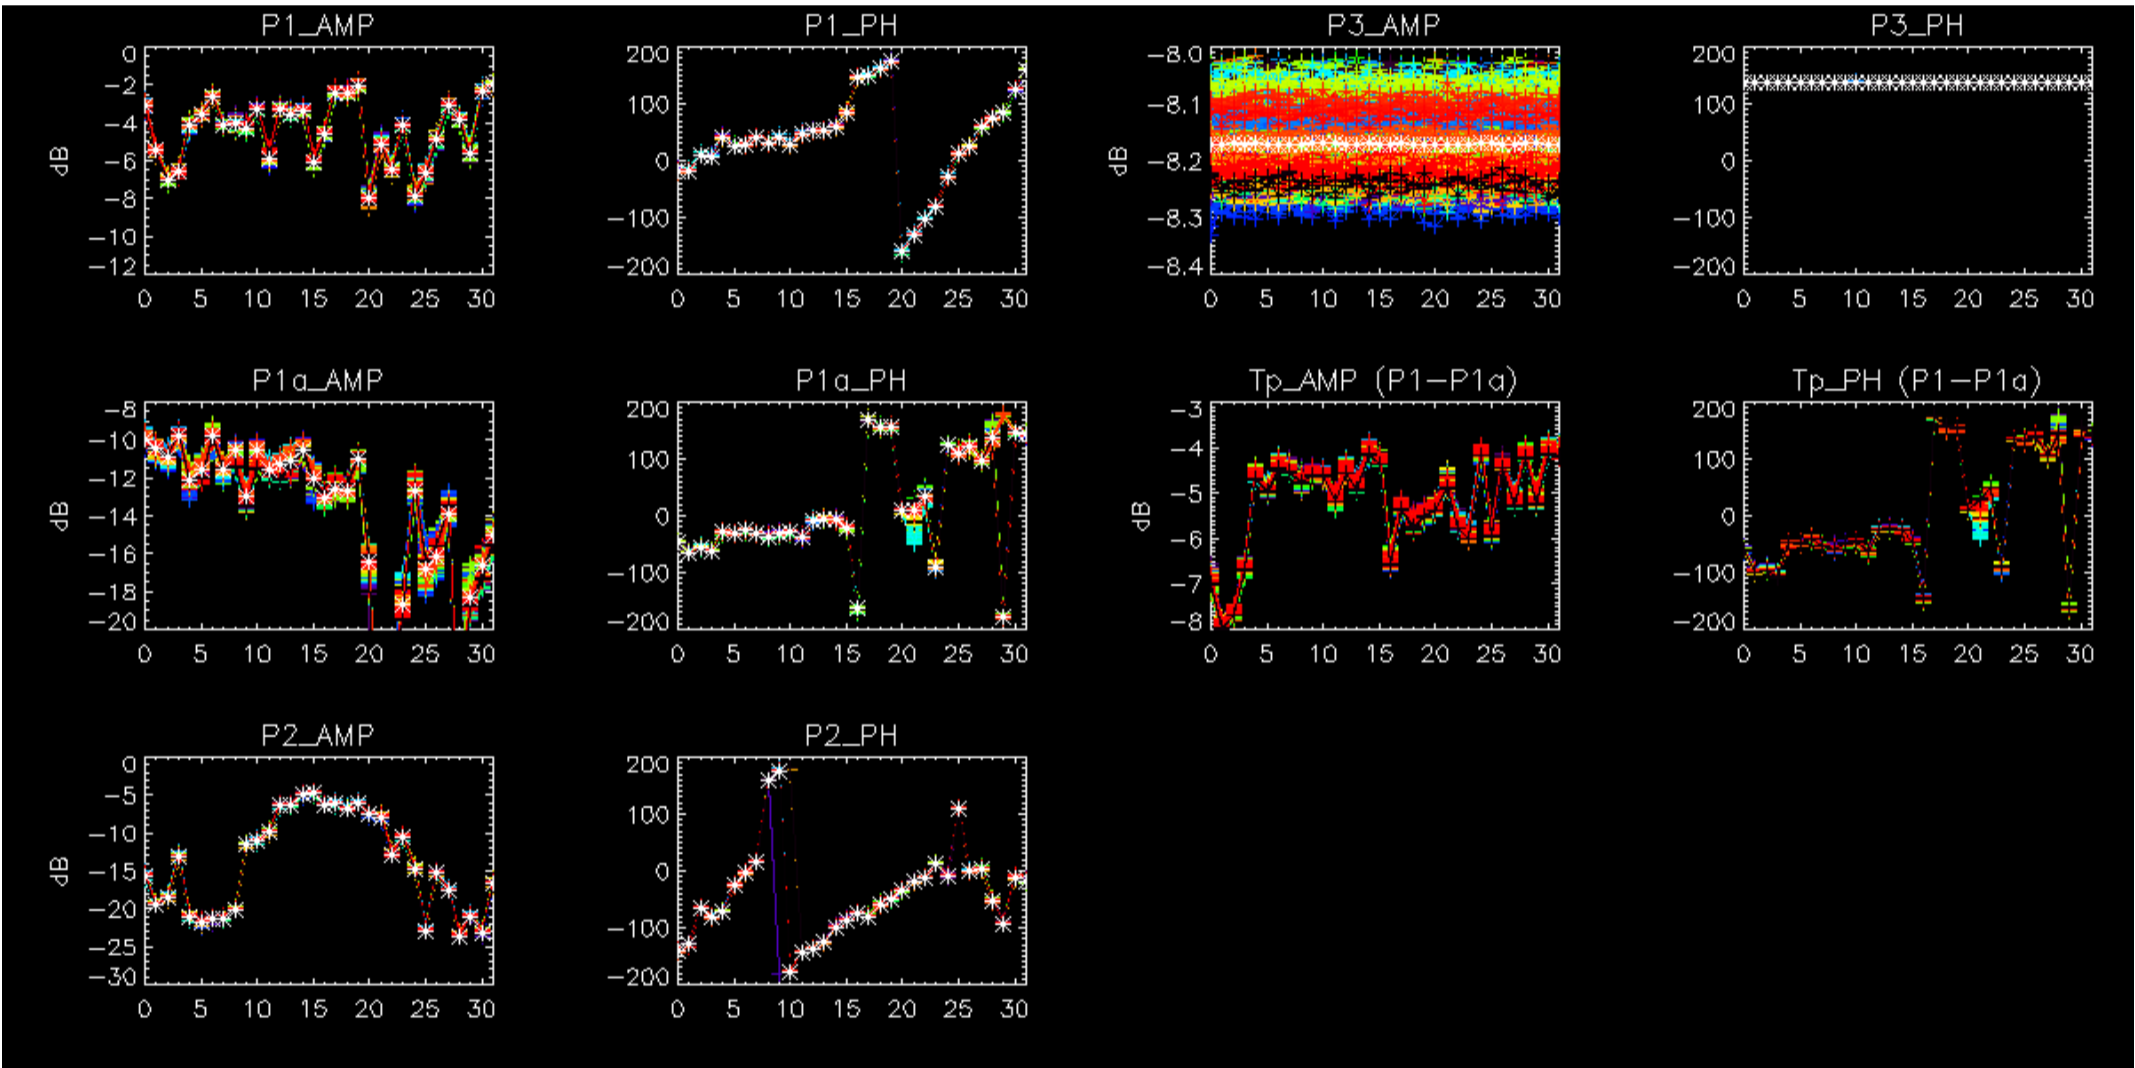 P1_AMP
0
−2
−4
−6
−8
−10
−12
dB
0 5 10 15 20 25 30
P1_PH
200
100
0
−100
−200
0 5 10 15 20 25 30
P3_AMP
−8.0
−8.1
−8.2
−8.3
−8.4
dB
0 5 10 15 20 25 30
P3_PH
200
100
0
−100
−200
0 5 10 15 20 25 30
P1a_AMP
−8
−10
−12
−14
−16
−18
−20
dB
0 5 10 15 20 25 30
P1a_PH
200
100
0
−100
−200
0 5 10 15 20 25 30
Tp_AMP (P1−P1a)
−3
−4
−5
−6
−7
−8
dB
0 5 10 15 20 25 30
Tp_PH (P1−P1a)
200
100
0
−100
−200
0 5 10 15 20 25 30
P2_AMP
0
−5
−10
−15
−20
−25
−30
dB
0 5 10 15 20 25 30
P2_PH
200
100
0
−100
−200
0 5 10 15 20 25 30